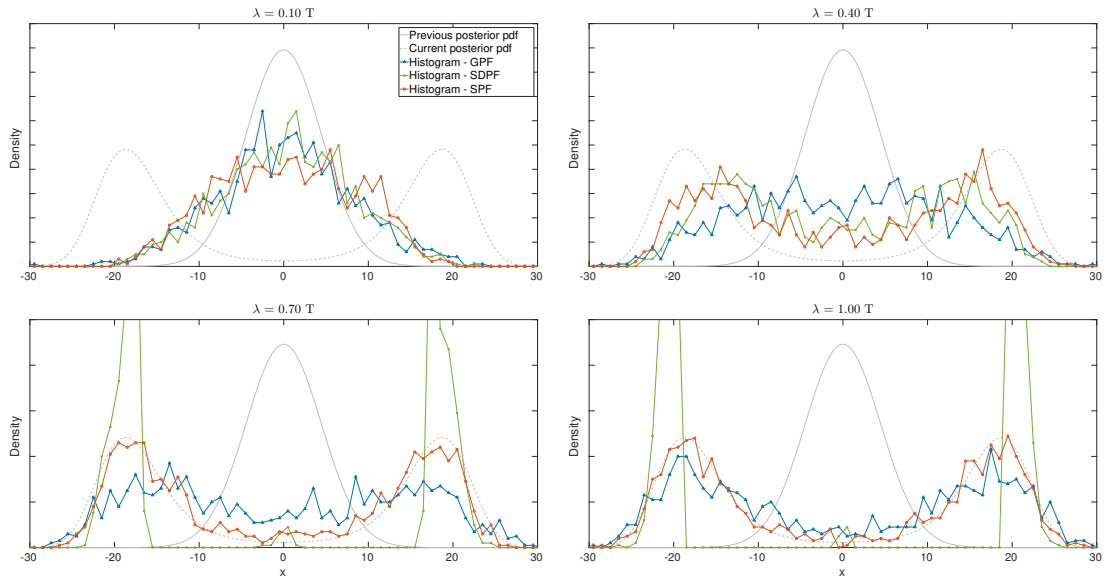 λ = 0.10 T
Density
Previous posterior pdf
Current posterior pdf
Histogram - GPF
Histogram - SDPF
Histogram - SPF
-30 -20 -10 0 10 20 30
λ = 0.40 T
Density
-30 -20 -10 0 10 20 30
λ = 0.70 T
Density
-30 -20 -10 0 10 20 30
x
λ = 1.00 T
Density
-30 -20 -10 0 10 20 30
x